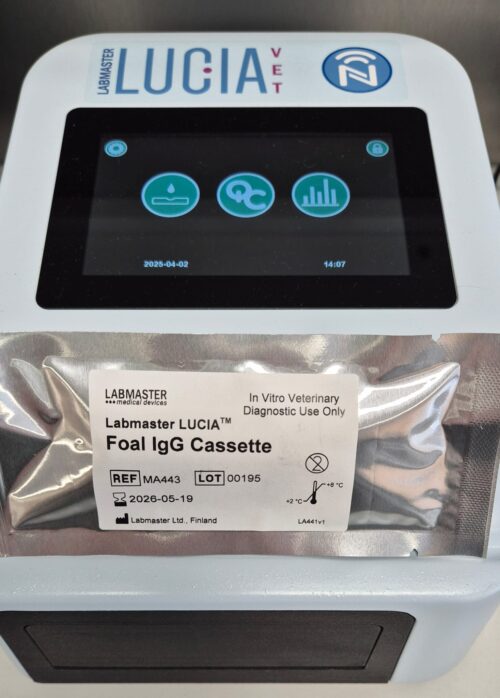 LABMASTER
LUCIA
VET
N
QC
2025-04-02
14:07
LABMASTER
medical devices
In Vitro Veterinary
Diagnostic Use Only
Labmaster LUCIA™
Foal IgG Cassette
REF MA443 LOT 00195
2026-05-19
+2 °C
+8 °C
Labmaster Ltd., Finland
LA441v1